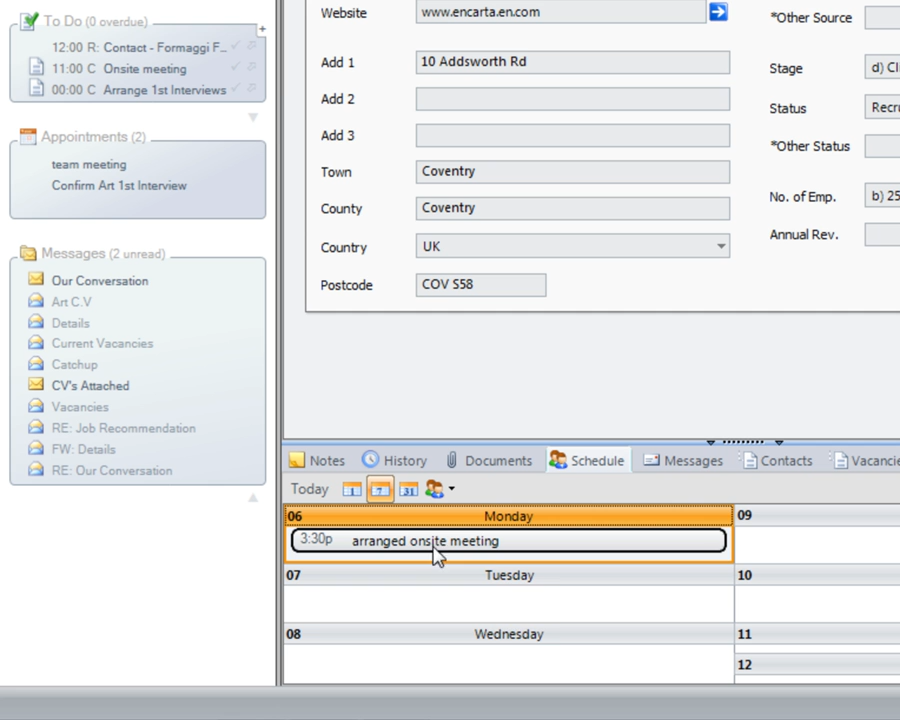 To Do (0 overdue)
12:00 R: Contact - Formaggi F...
11:00 C Onsite meeting
00:00 C Arrange 1st Interviews
Appointments (2)
team meeting
Confirm Art 1st Interview
Messages (2 unread)
Our Conversation
Art C.V
Details
Current Vacancies
Catchup
CV's Attached
Vacancies
RE: Job Recommendation
FW: Details
RE: Our Conversation
Website www.encarta.en.com
Add 1 10 Addsworth Rd
Add 2
Add 3
Town Coventry
County Coventry
Country UK
Postcode COV S58
*Other Source
Stage d) Cl
Status Recru
*Other Status
No. of Emp. b) 25
Annual Rev.
Notes History Documents Schedule Messages Contacts Vacancie
Today 1 7 31
06 Monday
3:30p arranged onsite meeting
07 Tuesday
08 Wednesday
09
10
11
12